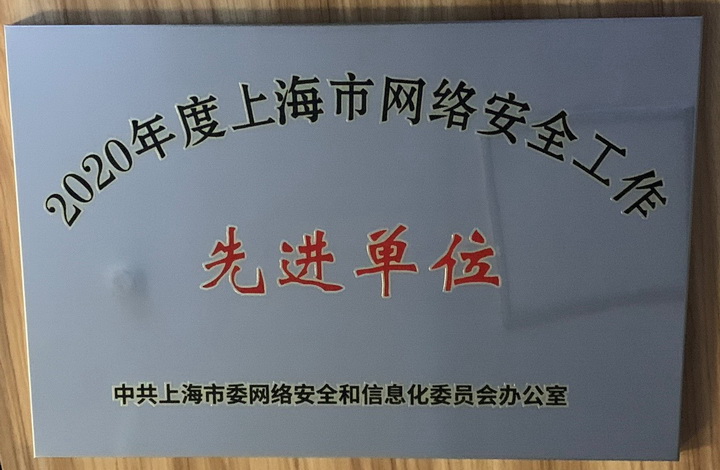 2020年度上海市网络安全工作
先进单位
中共上海市委网络安全和信息化委员会办公室